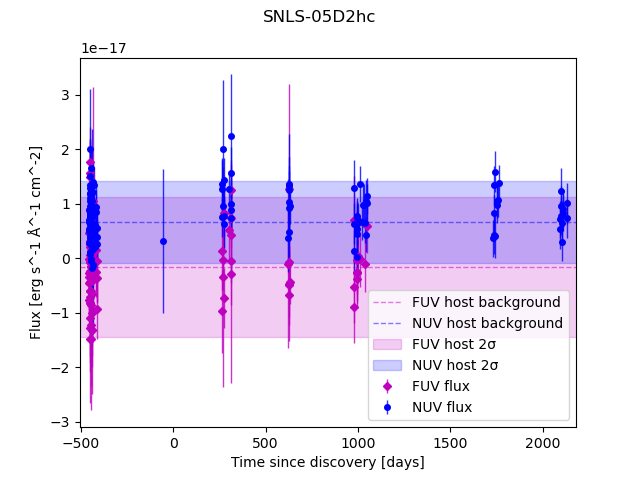 SNLS-05D2hc
1e−17
3
2
1
0
−1
−2
−3
Flux [erg s^-1 Å^-1 cm^-2]
FUV host background
NUV host background
FUV host 2σ
NUV host 2σ
FUV flux
NUV flux
−500 0 500 1000 1500 2000
Time since discovery [days]